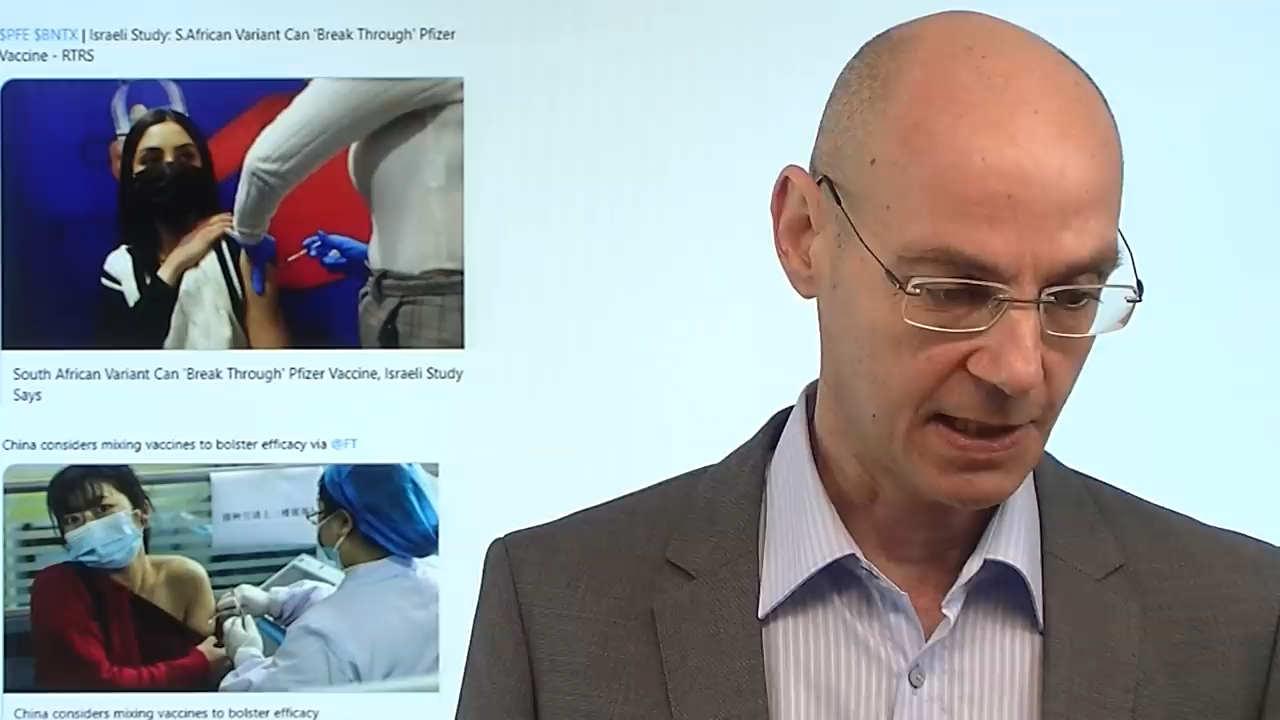 $PFE $BNTX | Israeli Study: S.African Variant Can 'Break Through' Pfizer
Vaccine - RTRS
South African Variant Can 'Break Through' Pfizer Vaccine, Israeli Study
Says
China considers mixing vaccines to bolster efficacy via @FT
China considers mixing vaccines to bolster efficacy